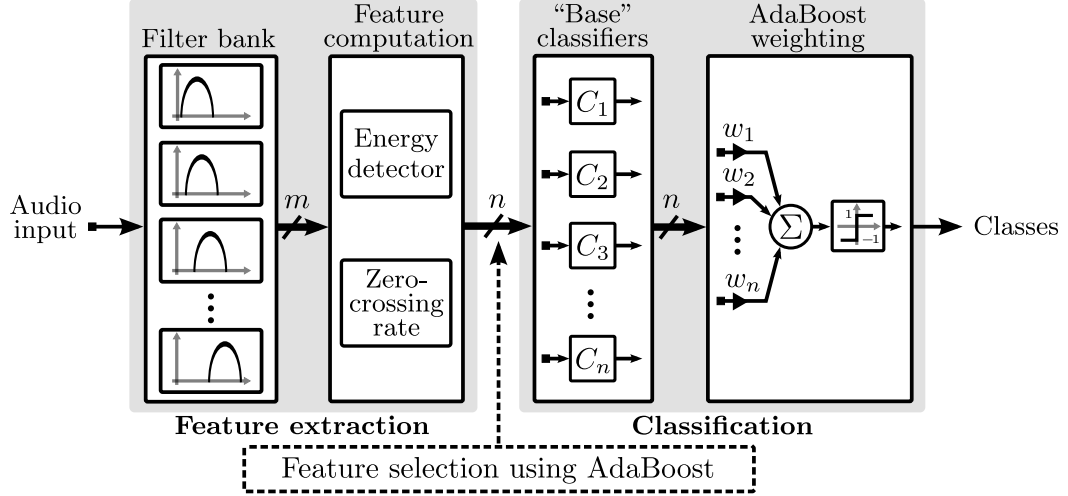 Audio
input
Filter bank
m
Feature
computation
Energy
detector
Zero-
crossing
rate
n
“Base”
classifiers
C1
C2
C3
Cn
n
AdaBoost
weighting
w1
w2
wn
Σ
1
−1
Classes
Feature extraction
Classification
Feature selection using AdaBoost